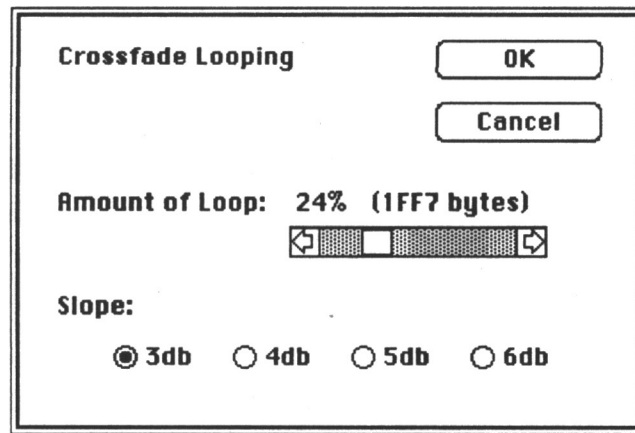 Crossfade Looping
OK
Cancel
Amount of Loop: 24% (1FF7 bytes)
Slope:
3db 4db 5db 6db